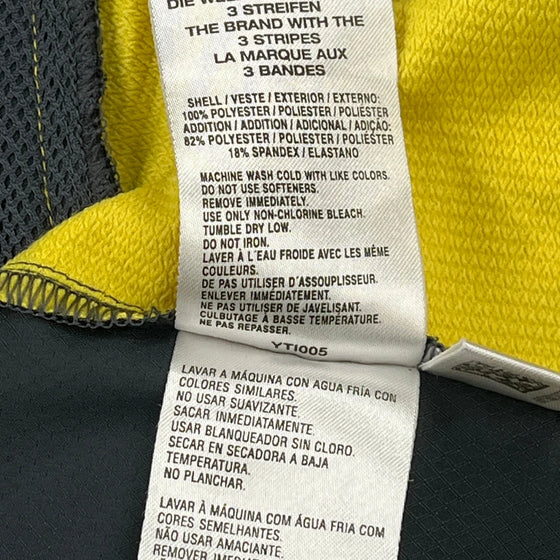 3 STREIFEN
THE BRAND WITH THE
3 STRIPES
LA MARQUE AUX
3 BANDES
SHELL / VESTE / EXTERIOR / EXTERNO:
100% POLYESTER / POLIESTER / POLIÉSTER
ADDITION / ADDITION / ADICIONAL / ADIÇÃO:
82% POLYESTER / POLIESTER / POLIÉSTER
18% SPANDEX / ELASTANO
MACHINE WASH COLD WITH LIKE COLORS.
DO NOT USE SOFTENERS.
REMOVE IMMEDIATELY.
USE ONLY NON-CHLORINE BLEACH.
TUMBLE DRY LOW.
DO NOT IRON.
LAVER À L'EAU FROIDE AVEC LES MÊME
COULEURS.
DE PAS UTILIZER D'ASSOUPLISSEUR.
ENLEVER IMMÉDIATEMENT.
NE PAS UTILISER DE JAVELISANT.
CULBUTAGE À BASSE TEMPÉRATURE.
NE PAS REPASSER.
YTI005
LAVAR A MÁQUINA CON AGUA FRÍA CON
COLORES SIMILARES.
NO USAR SUAVIZANTE.
SACAR INMEDIATAMENTE.
USAR BLANQUEADOR SIN CLORO.
SECAR EN SECADORA A BAJA
TEMPERATURA.
NO PLANCHAR.
LAVAR À MÁQUINA COM ÁGUA FRIA COM
CORES SEMELHANTES.
NÃO USAR AMACIANTE.
REMOVER IMEDIATAMENTE.